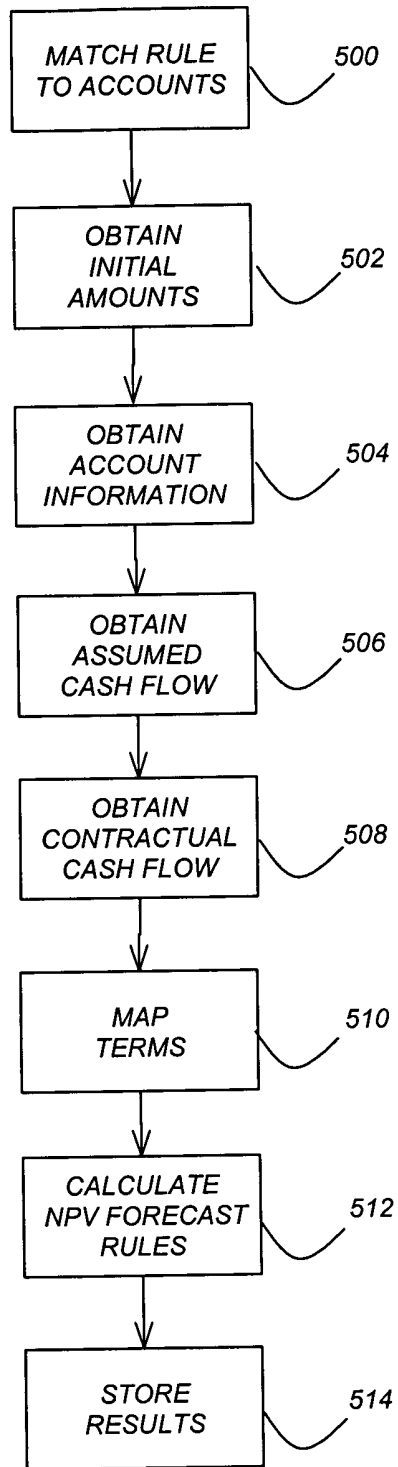 MATCH RULE
TO ACCOUNTS
500
OBTAIN
INITIAL
AMOUNTS
502
OBTAIN
ACCOUNT
INFORMATION
504
OBTAIN
ASSUMED
CASH FLOW
506
OBTAIN
CONTRACTUAL
CASH FLOW
508
MAP
TERMS
510
CALCULATE
NPV FORECAST
RULES
512
STORE
RESULTS
514